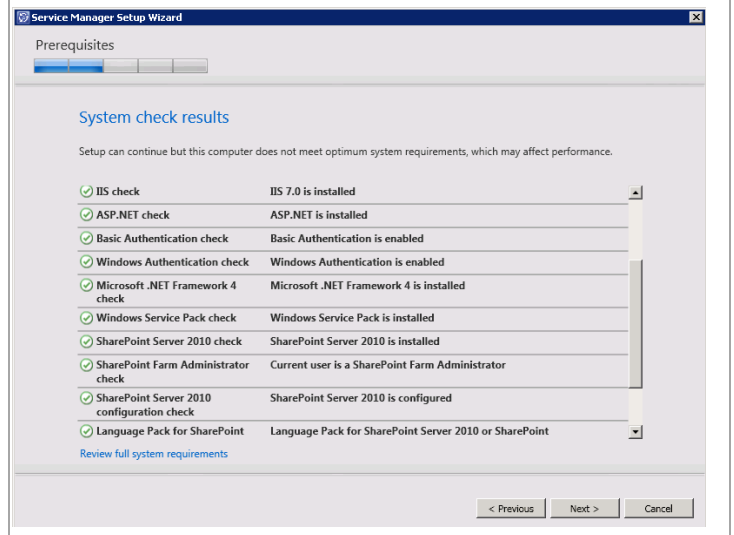 Service Manager Setup Wizard
Prerequisites
System check results
Setup can continue but this computer does not meet optimum system requirements, which may affect performance.
IIS check IIS 7.0 is installed
ASP.NET check ASP.NET is installed
Basic Authentication check Basic Authentication is enabled
Windows Authentication check Windows Authentication is enabled
Microsoft .NET Framework 4 Microsoft .NET Framework 4 is installed
check
Windows Service Pack check Windows Service Pack is installed
SharePoint Server 2010 check SharePoint Server 2010 is installed
SharePoint Farm Administrator Current user is a SharePoint Farm Administrator
check
SharePoint Server 2010 SharePoint Server 2010 is configured
configuration check
Language Pack for SharePoint Language Pack for SharePoint Server 2010 or SharePoint
Review full system requirements
< Previous Next > Cancel